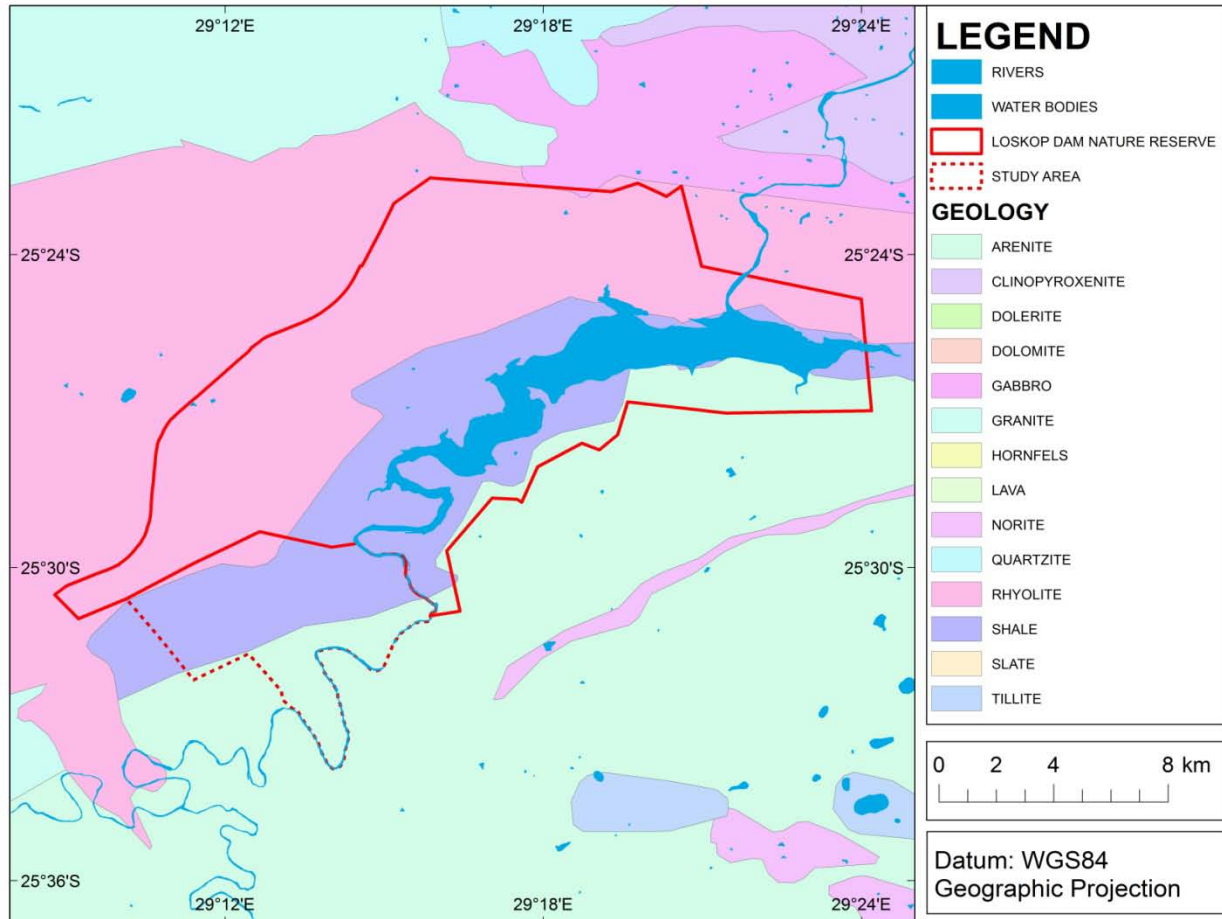 29°12'E 29°18'E 29°24'E
25°24'S 25°24'S
25°30'S 25°30'S
25°36'S 25°36'S
29°12'E 29°18'E 29°24'E
LEGEND
RIVERS
WATER BODIES
LOSKOP DAM NATURE RESERVE
STUDY AREA
GEOLOGY
ARENITE
CLINOPYROXENITE
DOLERITE
DOLOMITE
GABBRO
GRANITE
HORNFELS
LAVA
NORITE
QUARTZITE
RHYOLITE
SHALE
SLATE
TILLITE
0 2 4 8 km
Datum: WGS84
Geographic Projection